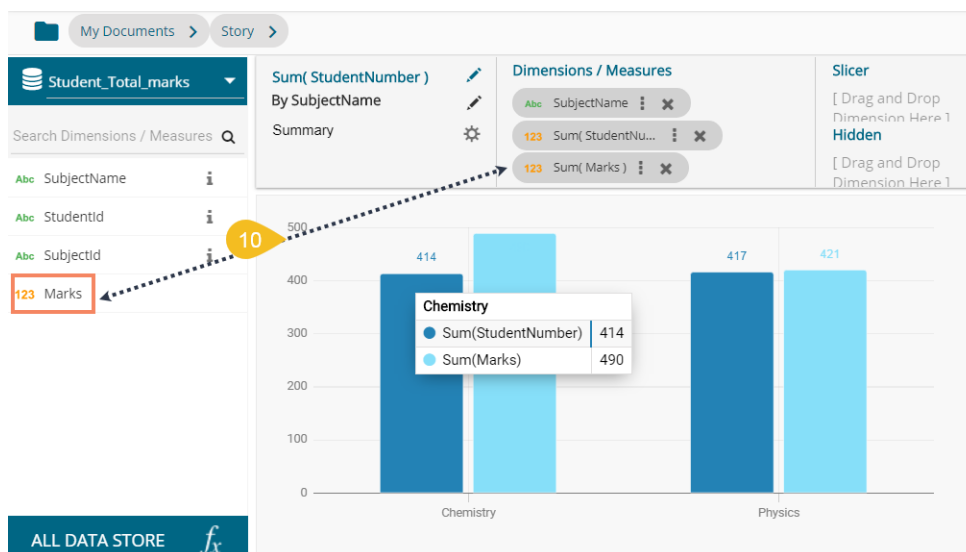 My Documents
Story
Student_Total_marks
Search Dimensions / Measures
Abc SubjectName
Abc StudentId
Abc SubjectId
123 Marks
ALL DATA STORE fx
Sum( StudentNumber )
By SubjectName
Summary
Dimensions / Measures
Abc SubjectName
123 Sum( StudentNu...
123 Sum( Marks )
Slicer
[ Drag and Drop
Dimension Here ]
Hidden
[ Drag and Drop
Dimension Here ]
10
500
400
300
200
100
0
414
417
421
Chemistry
Sum(StudentNumber) 414
Sum(Marks) 490
Chemistry
Physics